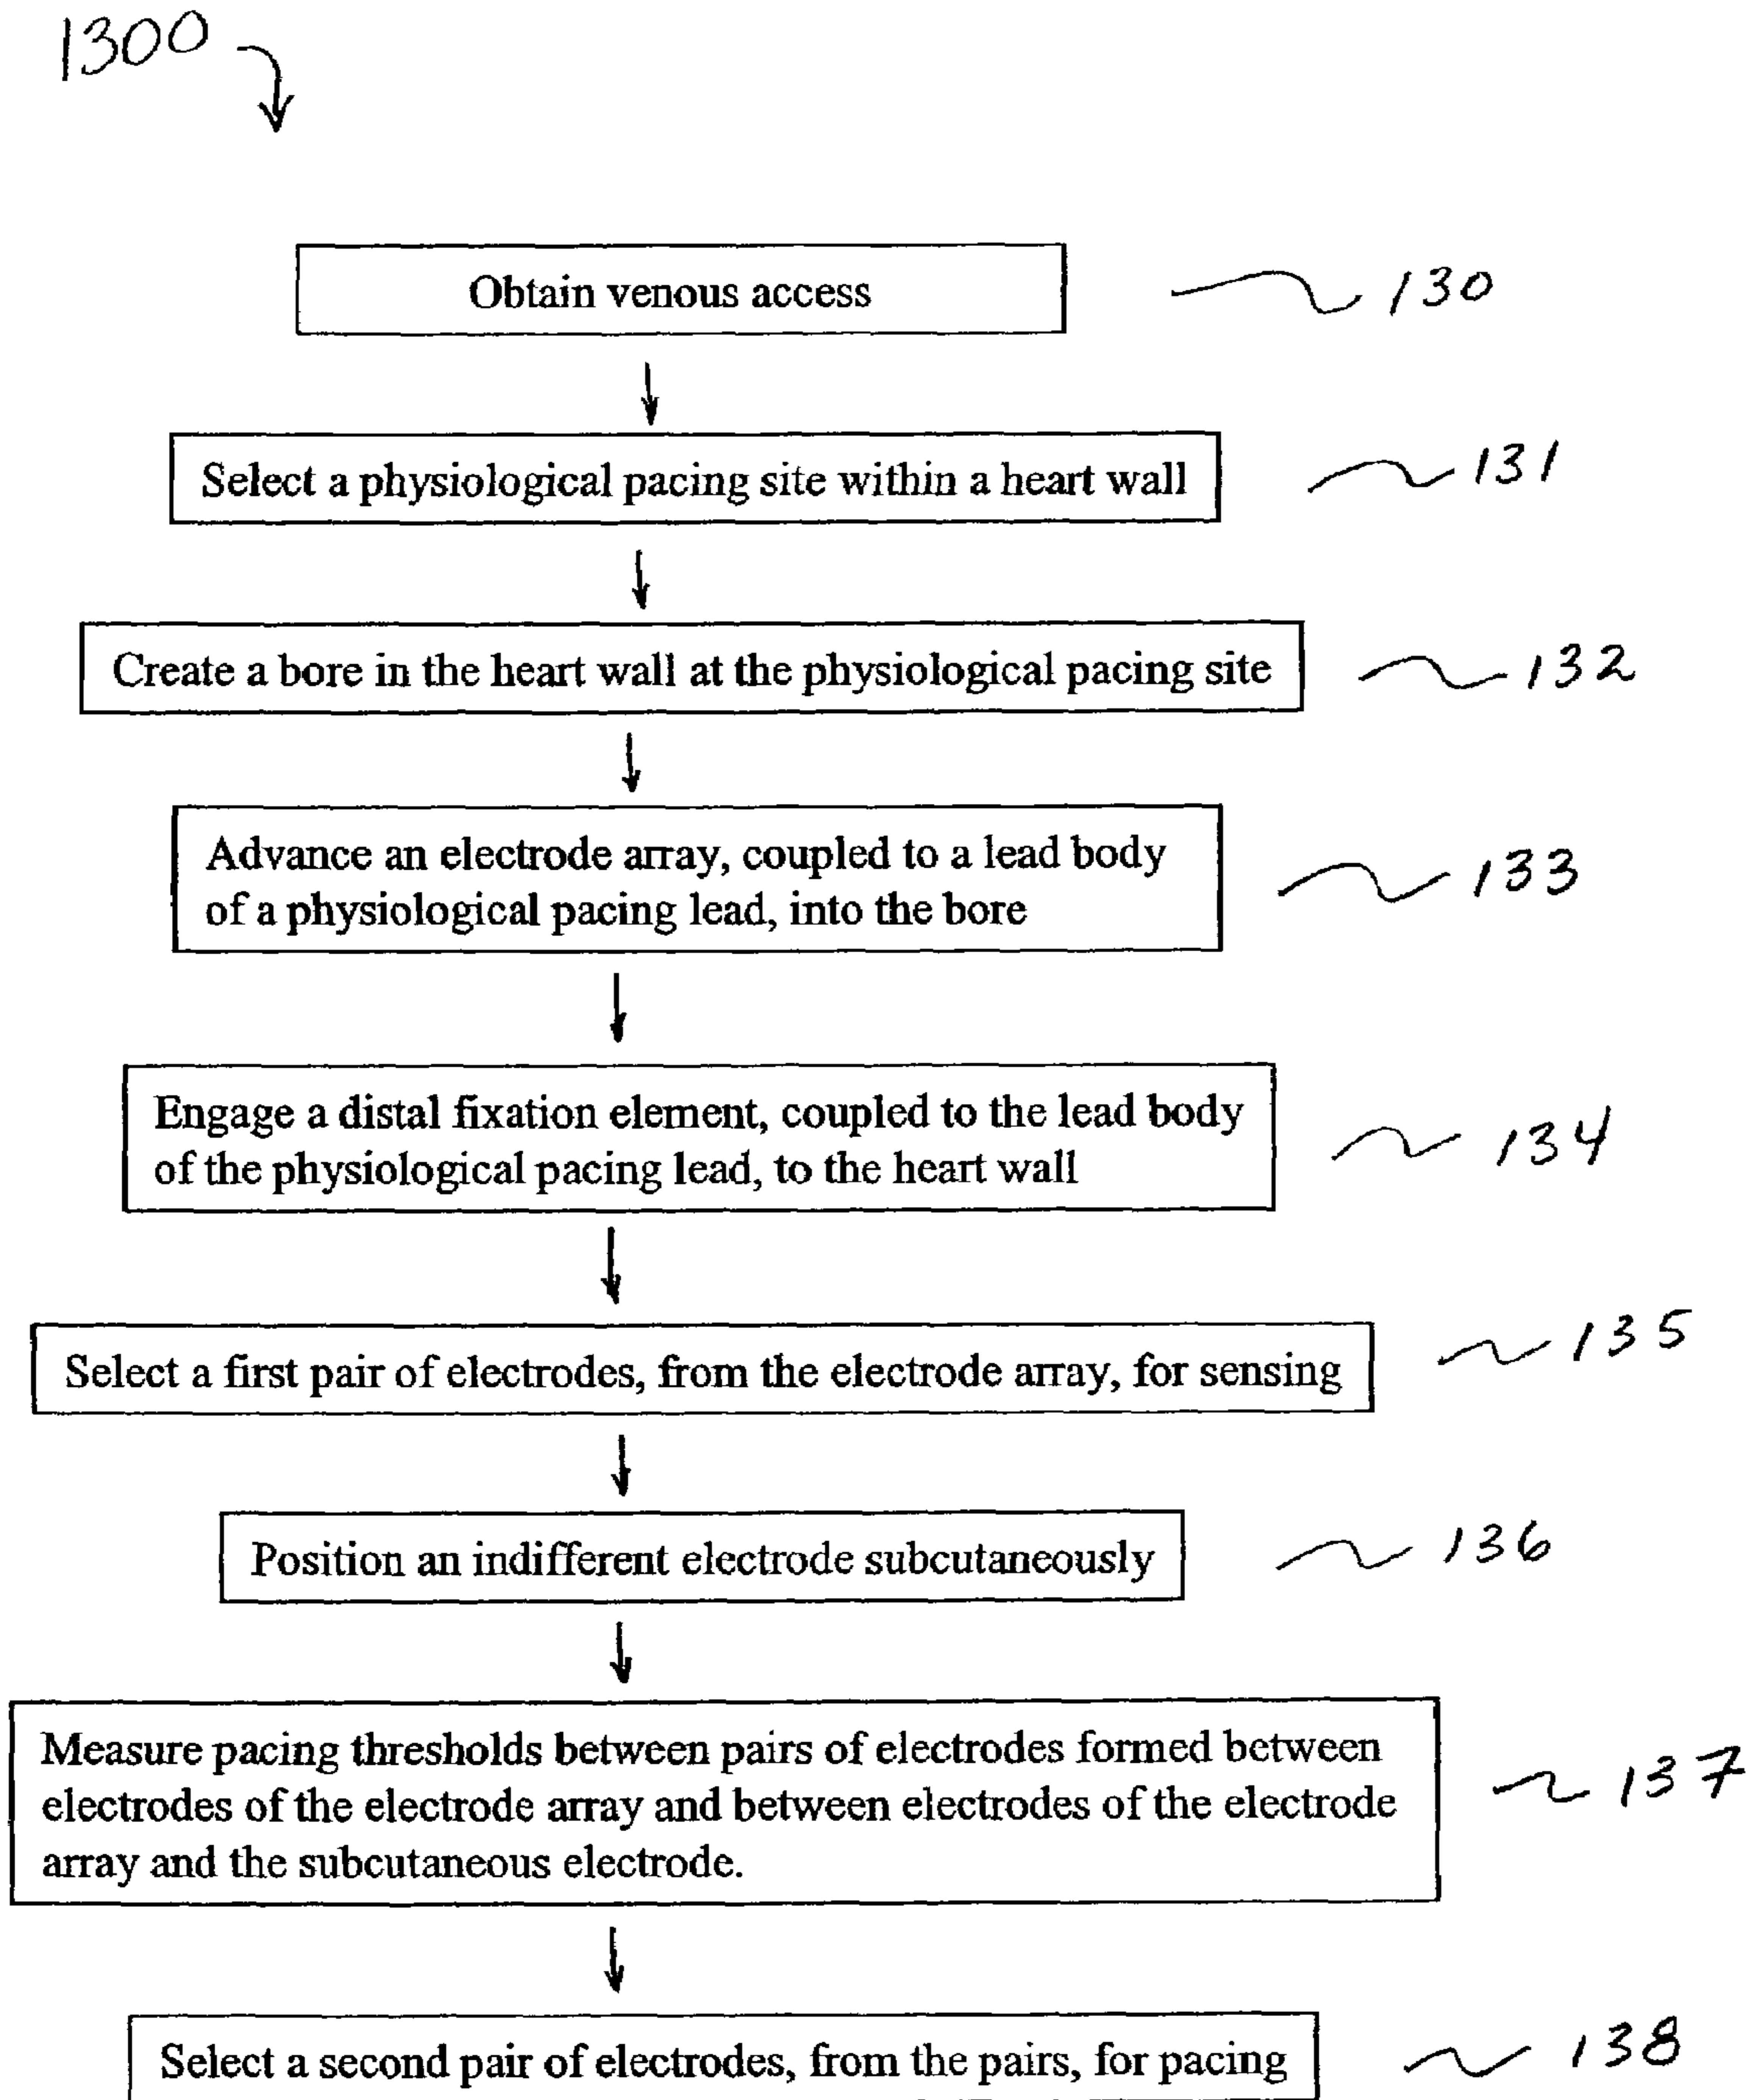 1300
Obtain venous access
130
Select a physiological pacing site within a heart wall
131
Create a bore in the heart wall at the physiological pacing site
132
Advance an electrode array, coupled to a lead body
of a physiological pacing lead, into the bore
133
Engage a distal fixation element, coupled to the lead body
of the physiological pacing lead, to the heart wall
134
Select a first pair of electrodes, from the electrode array, for sensing
135
Position an indifferent electrode subcutaneously
136
Measure pacing thresholds between pairs of electrodes formed between
electrodes of the electrode array and between electrodes of the electrode
array and the subcutaneous electrode.
137
Select a second pair of electrodes, from the pairs, for pacing
138